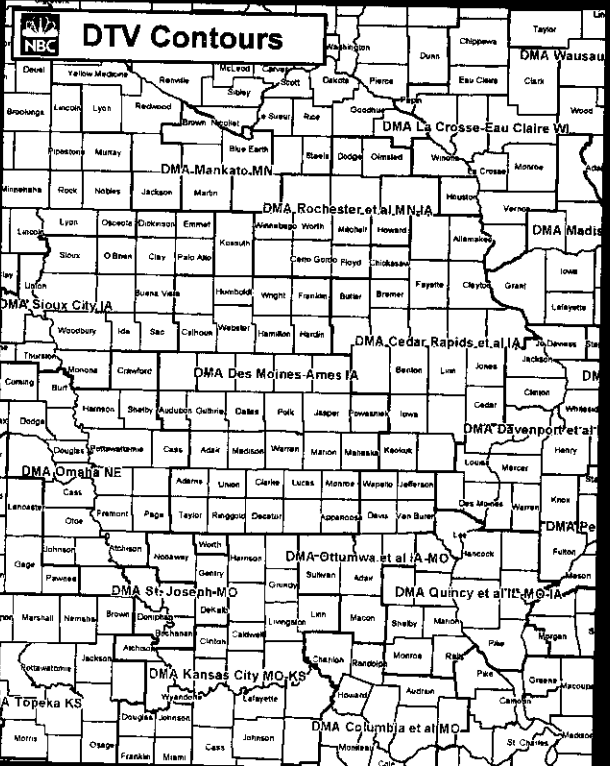 NBC DTV Contours
Washington
Taylor
Chippewa
Dunn
DMA Wausau
Deuel
Yellow Medicine
Renville
McLeod
Carver
Scott
Dakota
Pierce
Eau Claire
Clark
Sibley
Pepin
Brookings
Lincoln
Lyon
Redwood
Brown
Nicollet
Le Sueur
Rice
Goodhue
Wood
DMA La Crosse-Eau Claire WI
Pipestone
Murray
Blue Earth
Steele
Dodge
Olmsted
Winona
La Crosse
Monroe
DMA Mankato MN
Minnehaha
Rock
Nobles
Jackson
Martin
Houston
Vernon
DMA Rochester et al MN-IA
Lincoln
Lyon
Osceola
Dickinson
Emmet
Kossuth
Winnebago
Worth
Mitchell
Howard
Allamakee
DMA Madis
Sioux
O'Brien
Clay
Palo Alto
Cerro Gordo
Floyd
Chickasaw
Iowa
Clay
Union
Buena Vista
Humboldt
Wright
Franklin
Butler
Bremer
Fayette
Clayton
Grant
Lafayette
DMA Sioux City IA
Woodbury
Ida
Sac
Calhoun
Webster
Hamilton
Hardin
DMA Cedar Rapids et al IA
Jo Daviess
Thurston
Monona
Crawford
DMA Des Moines-Ames IA
Benton
Linn
Jones
Jackson
Cuming
Burt
Clinton
DM
Harrison
Shelby
Audubon
Guthrie
Dallas
Polk
Jasper
Poweshiek
Iowa
Cedar
Whiteside
Dodge
DMA Davenport et al
Douglas
Pottawattamie
Cass
Adair
Madison
Warren
Marion
Mahaska
Keokuk
Henry
DMA Omaha NE
Louisa
Mercer
Cass
Adams
Union
Clarke
Lucas
Monroe
Wapello
Jefferson
Lancaster
Otoe
Fremont
Page
Taylor
Ringgold
Decatur
Appanoose
Davis
Van Buren
Des Moines
Warren
Knox
DMA Pe
Lee
Johnson
Atchison
Nodaway
Worth
Harrison
DMA Ottumwa et al IA-MO
Hancock
Fulton
Gage
Pawnee
Gentry
Grundy
Sullivan
Adair
Mason
DMA St. Joseph-MO
DMA Quincy et al IL-MO-IA
Marshall
Nemaha
Brown
Doniphan
DeKalb
Livingston
Linn
Macon
Shelby
Marion
Buchanan
Clinton
Caldwell
Pike
Morgan
Atchison
Pottawatomie
Jackson
Chariton
Randolph
Monroe
Ralls
Pike
DMA Kansas City MO-KS
Greene
Macoupin
Wyandotte
Lafayette
Howard
Audrain
Calhoun
A Topeka KS
Douglas
Johnson
DMA Columbia et al MO
Morris
Osage
Franklin
Miami
Cass
Johnson
Moniteau
Cole
St Charles
Madison